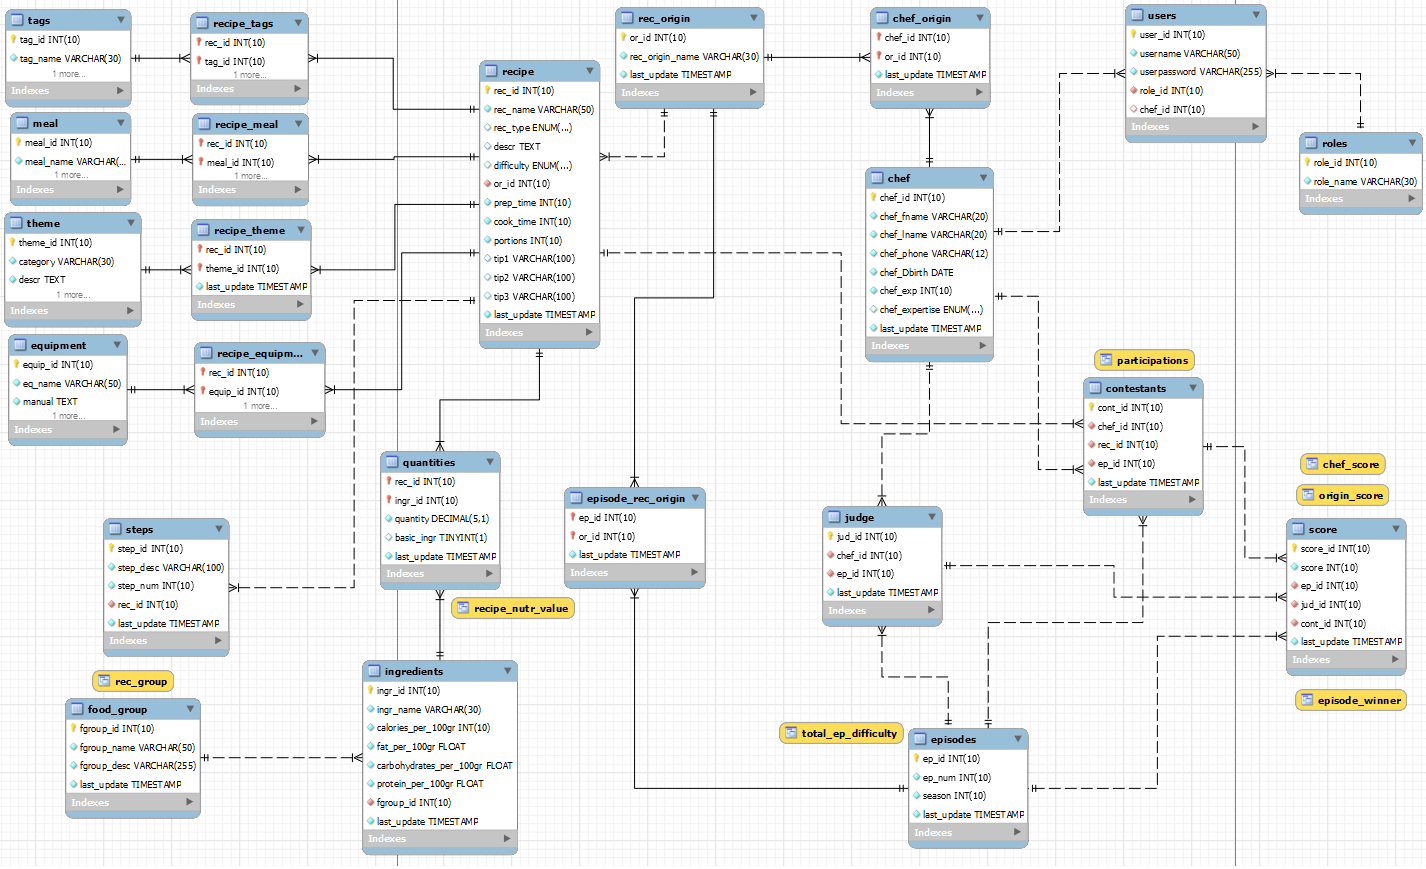 tags
tag_id INT(10)
tag_name VARCHAR(30)
1 more...
Indexes
recipe_tags
rec_id INT(10)
tag_id INT(10)
1 more...
Indexes
meal
meal_id INT(10)
meal_name VARCHAR(...
1 more...
Indexes
recipe_meal
rec_id INT(10)
meal_id INT(10)
1 more...
Indexes
theme
theme_id INT(10)
category VARCHAR(30)
descr TEXT
1 more...
Indexes
recipe_theme
rec_id INT(10)
theme_id INT(10)
last_update TIMESTAMP
Indexes
equipment
equip_id INT(10)
eq_name VARCHAR(50)
manual TEXT
1 more...
Indexes
recipe_equipm...
rec_id INT(10)
equip_id INT(10)
1 more...
Indexes
recipe
rec_id INT(10)
rec_name VARCHAR(50)
rec_type ENUM(...)
descr TEXT
difficulty ENUM(...)
or_id INT(10)
prep_time INT(10)
cook_time INT(10)
portions INT(10)
tip1 VARCHAR(100)
tip2 VARCHAR(100)
tip3 VARCHAR(100)
last_update TIMESTAMP
Indexes
rec_origin
or_id INT(10)
rec_origin_name VARCHAR(30)
last_update TIMESTAMP
Indexes
chef_origin
chef_id INT(10)
or_id INT(10)
last_update TIMESTAMP
Indexes
users
user_id INT(10)
username VARCHAR(50)
userpassword VARCHAR(255)
role_id INT(10)
chef_id INT(10)
Indexes
roles
role_id INT(10)
role_name VARCHAR(30)
Indexes
chef
chef_id INT(10)
chef_fname VARCHAR(20)
chef_lname VARCHAR(20)
chef_phone VARCHAR(12)
chef_Dbirth DATE
chef_exp INT(10)
chef_expertise ENUM(...)
last_update TIMESTAMP
Indexes
participations
contestants
cont_id INT(10)
chef_id INT(10)
rec_id INT(10)
ep_id INT(10)
last_update TIMESTAMP
Indexes
chef_score
origin_score
score
score_id INT(10)
score INT(10)
ep_id INT(10)
jud_id INT(10)
cont_id INT(10)
last_update TIMESTAMP
Indexes
episode_winner
quantities
rec_id INT(10)
ingr_id INT(10)
quantity DECIMAL(5,1)
basic_ingr TINYINT(1)
last_update TIMESTAMP
Indexes
recipe_nutr_value
episode_rec_origin
ep_id INT(10)
or_id INT(10)
last_update TIMESTAMP
Indexes
judge
jud_id INT(10)
chef_id INT(10)
ep_id INT(10)
last_update TIMESTAMP
Indexes
steps
step_id INT(10)
step_desc VARCHAR(100)
step_num INT(10)
rec_id INT(10)
last_update TIMESTAMP
Indexes
rec_group
food_group
fgroup_id INT(10)
fgroup_name VARCHAR(50)
fgroup_desc VARCHAR(255)
last_update TIMESTAMP
Indexes
ingredients
ingr_id INT(10)
ingr_name VARCHAR(30)
calories_per_100gr INT(10)
fat_per_100gr FLOAT
carbohydrates_per_100gr FLOAT
protein_per_100gr FLOAT
fgroup_id INT(10)
last_update TIMESTAMP
Indexes
total_ep_difficulty
episodes
ep_id INT(10)
ep_num INT(10)
season INT(10)
last_update TIMESTAMP
Indexes